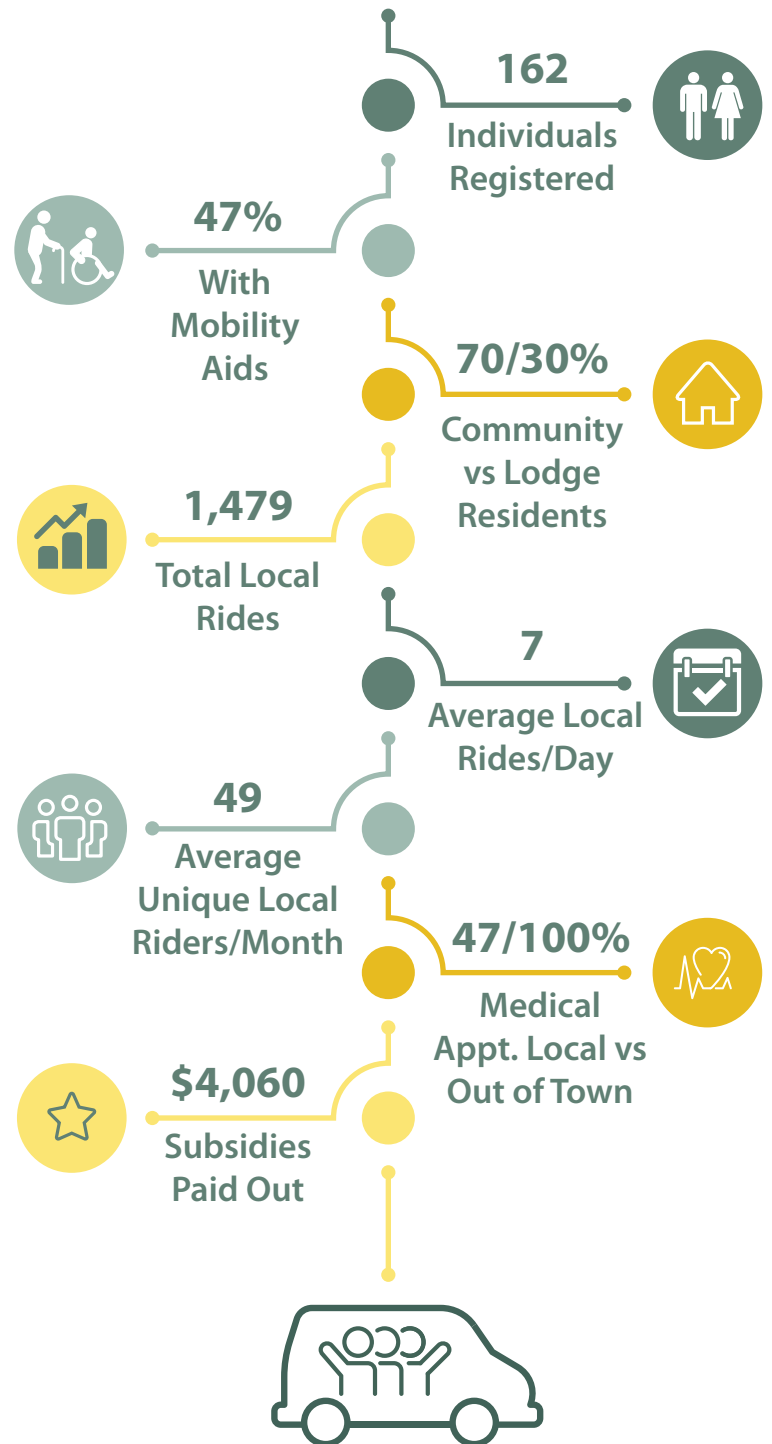 162
Individuals
Registered
47%
With
Mobility
Aids
70/30%
Community
vs Lodge
Residents
1,479
Total Local
Rides
7
Average Local
Rides/Day
49
Average
Unique Local
Riders/Month
47/100%
Medical
Appt. Local vs
Out of Town
$4,060
Subsidies
Paid Out